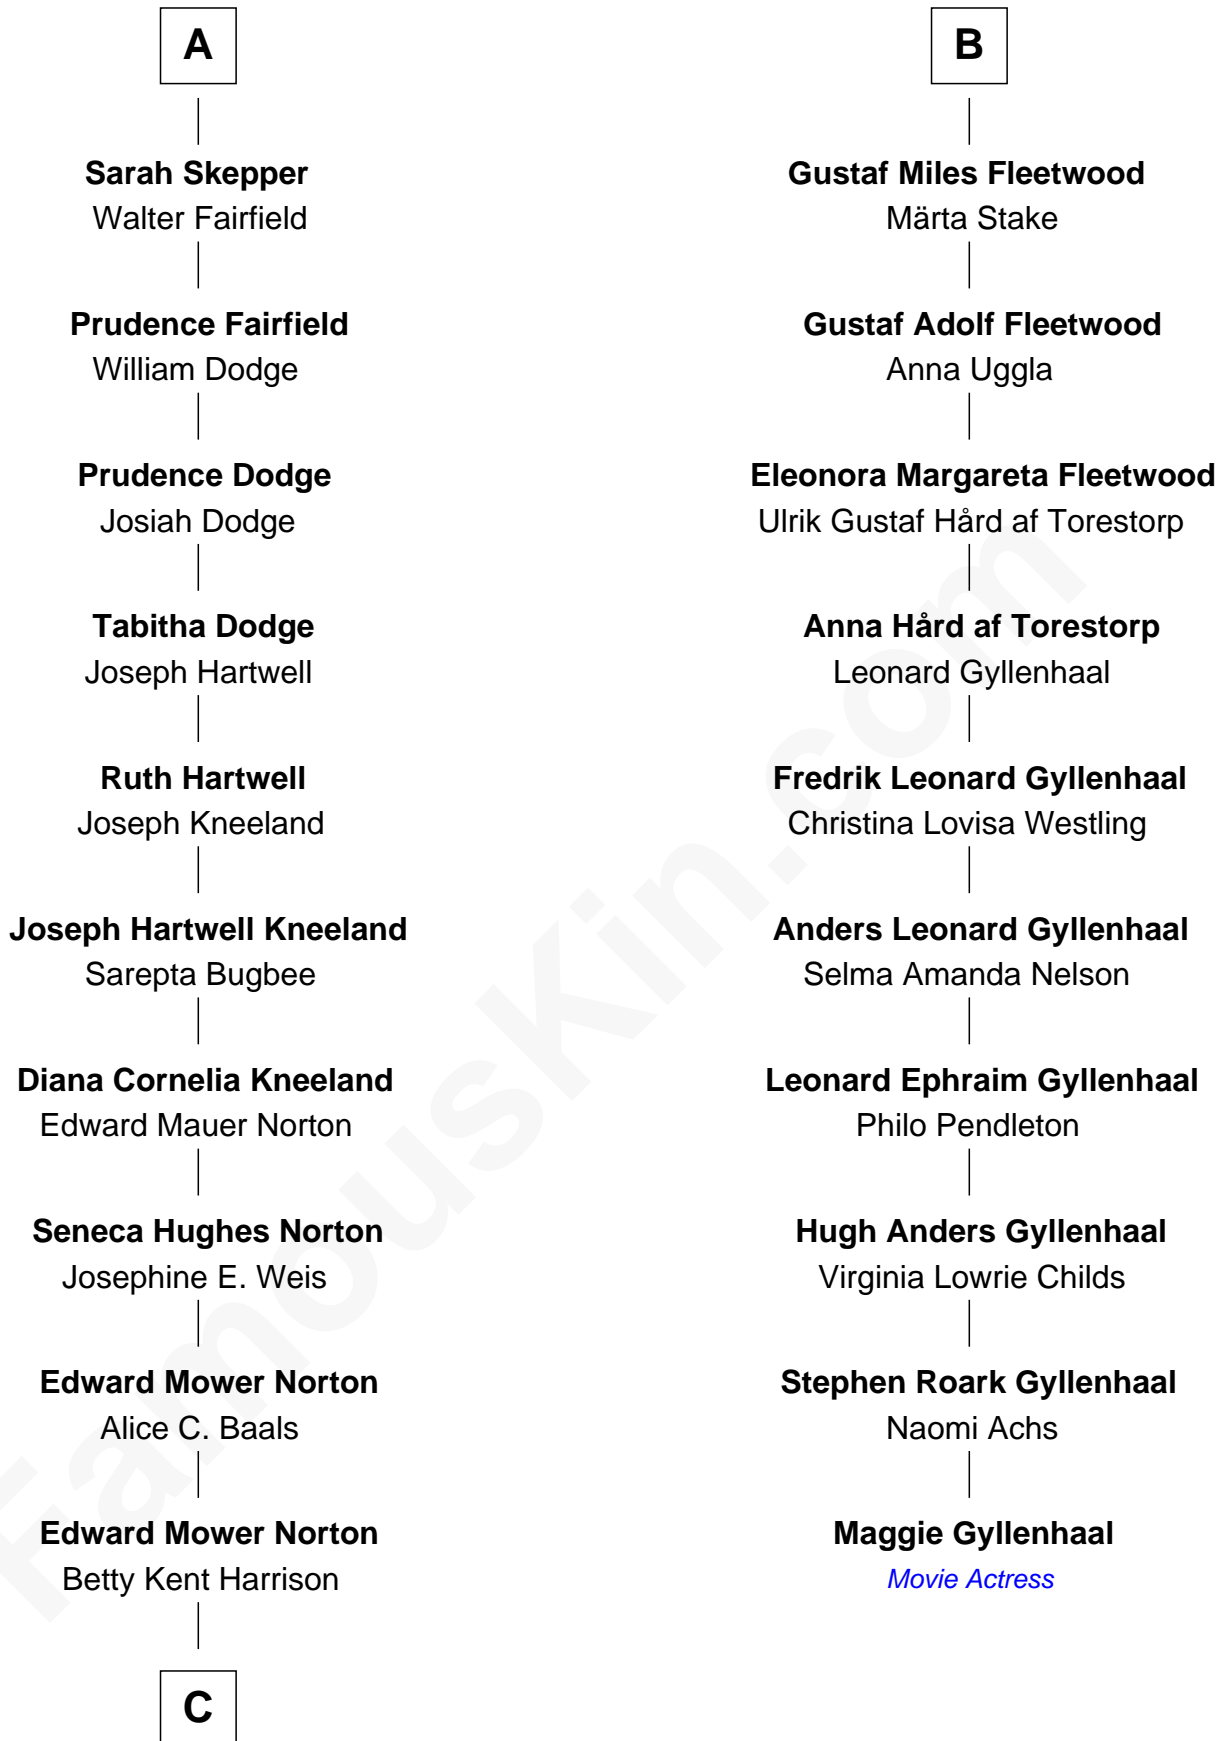 A
Sarah Skepper
Walter Fairfield
Prudence Fairfield
William Dodge
Prudence Dodge
Josiah Dodge
Tabitha Dodge
Joseph Hartwell
Ruth Hartwell
Joseph Kneeland
Joseph Hartwell Kneeland
Sarepta Bugbee
Diana Cornelia Kneeland
Edward Mauer Norton
Seneca Hughes Norton
Josephine E. Weis
Edward Mower Norton
Alice C. Baals
Edward Mower Norton
Betty Kent Harrison
C
B
Gustaf Miles Fleetwood
Märta Stake
Gustaf Adolf Fleetwood
Anna Uggla
Eleonora Margareta Fleetwood
Ulrik Gustaf Hård af Torestorp
Anna Hård af Torestorp
Leonard Gyllenhaal
Fredrik Leonard Gyllenhaal
Christina Lovisa Westling
Anders Leonard Gyllenhaal
Selma Amanda Nelson
Leonard Ephraim Gyllenhaal
Philo Pendleton
Hugh Anders Gyllenhaal
Virginia Lowrie Childs
Stephen Roark Gyllenhaal
Naomi Achs
Maggie Gyllenhaal
Movie Actress
FamousKin.com